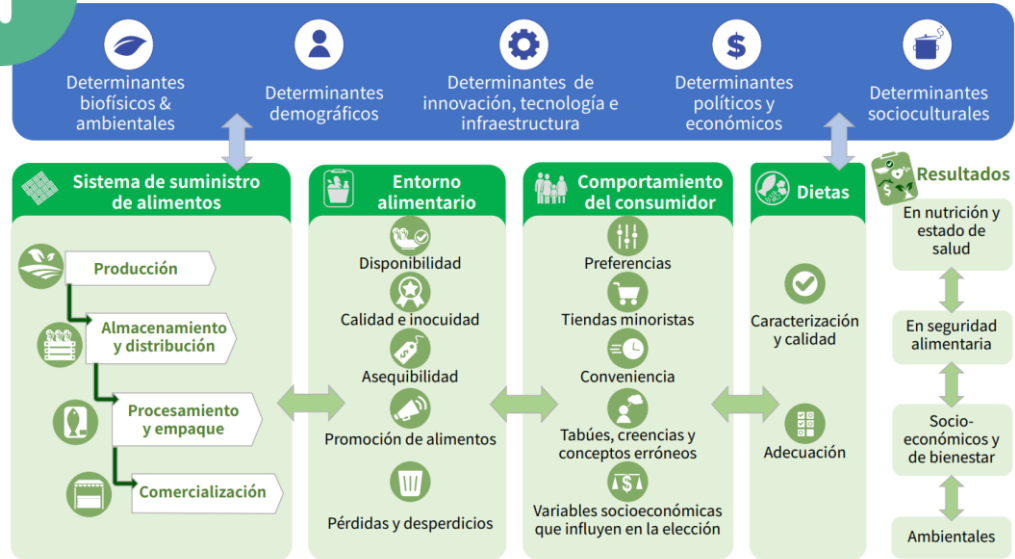 Determinantes
biofísicos &
ambientales
Determinantes
demográficos
Determinantes de
innovación, tecnología e
infraestructura
Determinantes
políticos y
económicos
Determinantes
socioculturales
Sistema de suministro
de alimentos
Producción
Almacenamiento
y distribución
Procesamiento
y empaque
Comercialización
Entorno
alimentario
Disponibilidad
Calidad e inocuidad
Asequibilidad
Promoción de alimentos
Pérdidas y desperdicios
Comportamiento
del consumidor
Preferencias
Tiendas minoristas
Conveniencia
Tabúes, creencias y
conceptos erróneos
Variables socioeconómicas
que influyen en la elección
Dietas
Caracterización
y calidad
Adecuación
Resultados
En nutrición y
estado de
salud
En seguridad
alimentaria
Socio-
económicos y
de bienestar
Ambientales